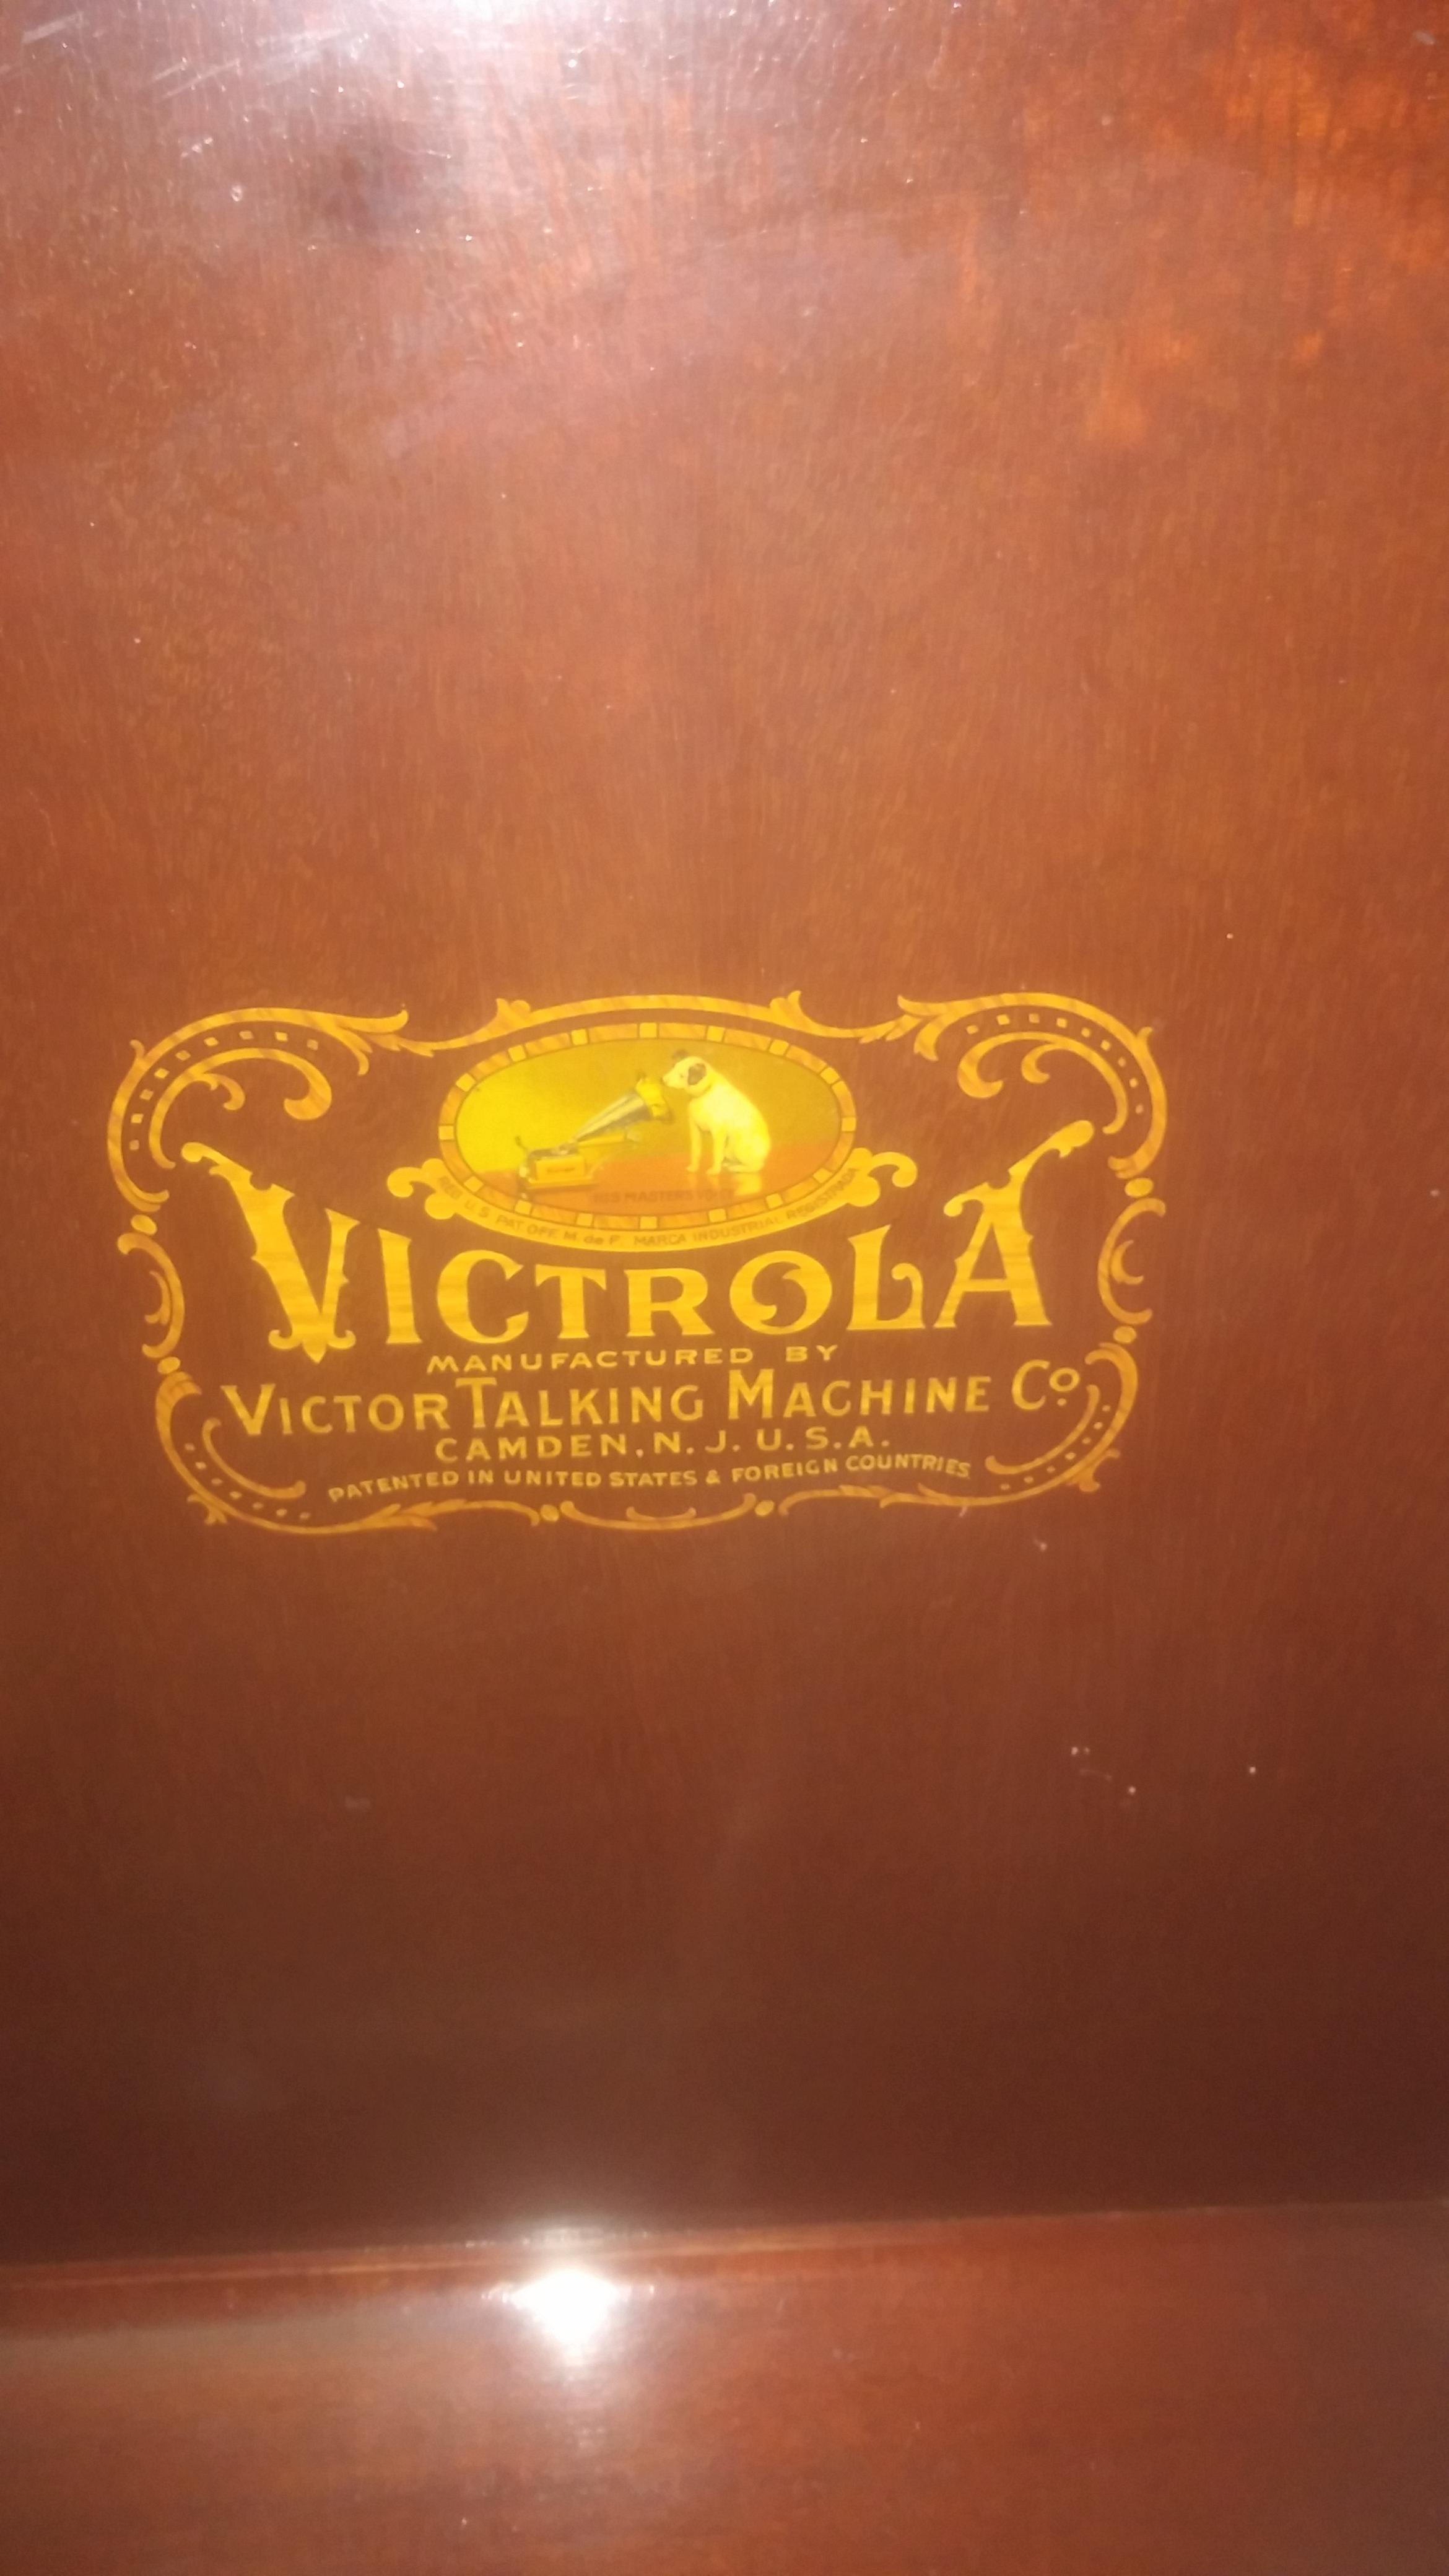 HIS MASTERS VOICE
REG. U.S. PAT. OFF. M. de F. MARCA INDUSTRIAL REGISTRADA
VICTROLA
MANUFACTURED BY
VICTOR TALKING MACHINE Co.
CAMDEN, N. J. U. S. A.
PATENTED IN UNITED STATES & FOREIGN COUNTRIES